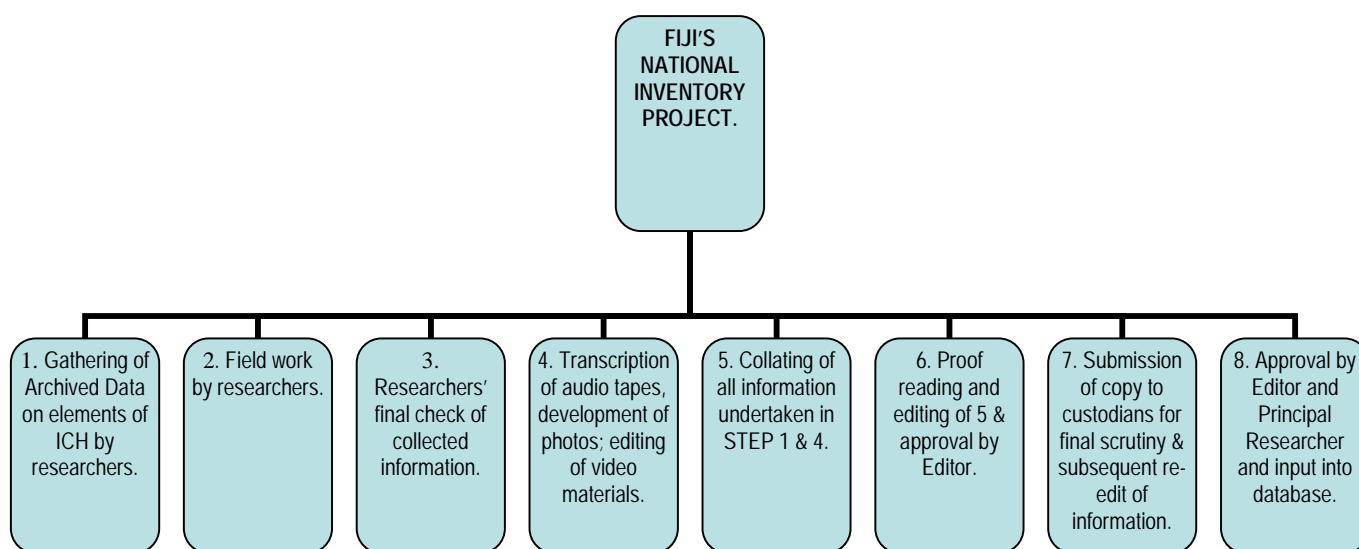 FIJI'S
NATIONAL
INVENTORY
PROJECT.
1. Gathering of
Archived Data
on elements of
ICH by
researchers.
2. Field work
by researchers.
3.
Researchers'
final check of
collected
information.
4. Transcription
of audio tapes,
development of
photos; editing
of video
materials.
5. Collating of
all information
undertaken in
STEP 1 & 4.
6. Proof
reading and
editing of 5 &
approval by
Editor.
7. Submission
of copy to
custodians for
final scrutiny &
subsequent re-
edit of
information.
8. Approval by
Editor and
Principal
Researcher
and input into
database.